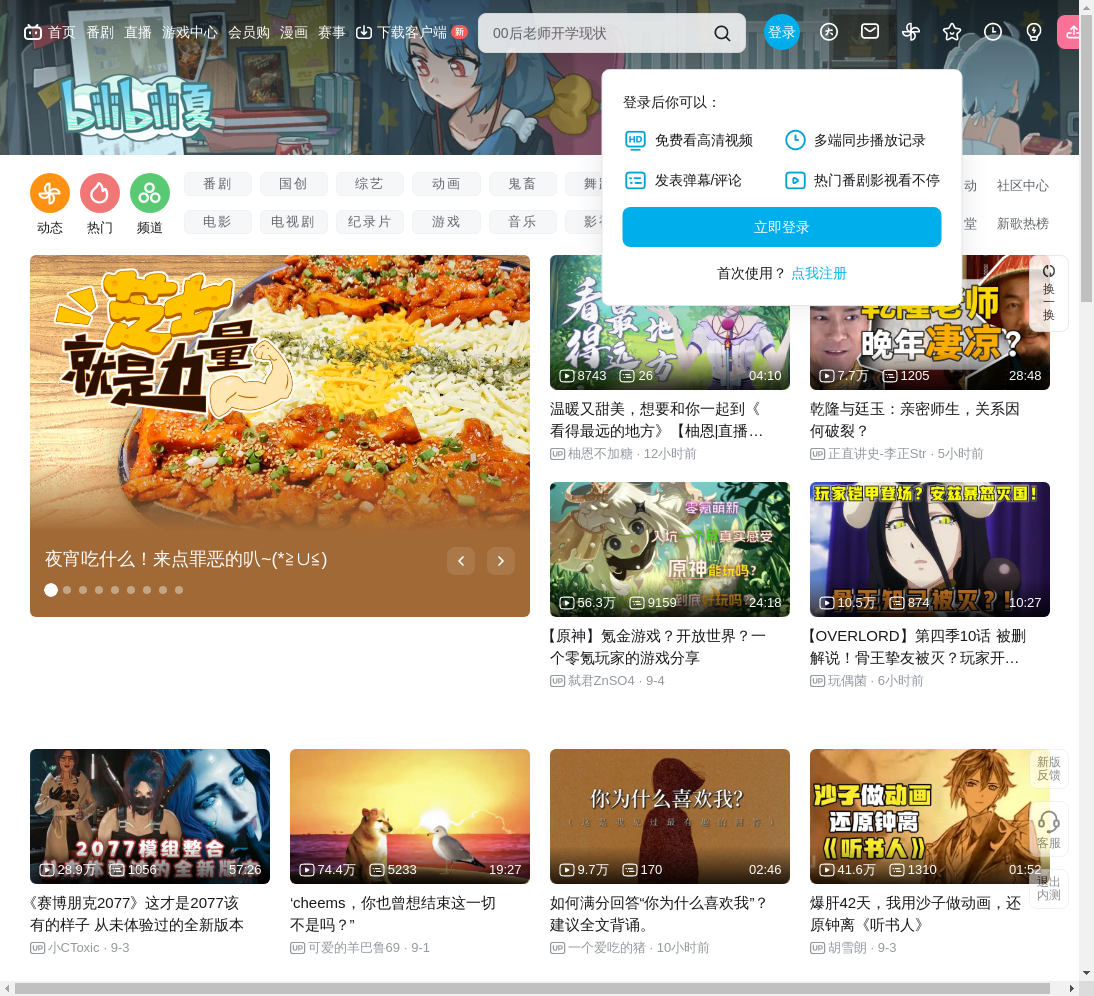 首页 番剧 直播 游戏中心 会员购 漫画 赛事 下载客户端 新
00后老师开学现状
登录
bilibili夏
登录后你可以：
HD 免费看高清视频
多端同步播放记录
发表弹幕/评论
热门番剧影视看不停
立即登录
首次使用？ 点我注册
动态 热门 频道
番剧 国创 综艺 动画 鬼畜
动 社区中心
电影 电视剧 纪录片 游戏 音乐
堂 新歌热榜
换一换
芝士
就是力量
夜宵吃什么！来点罪恶的叭~(*≧∪≦)
看得最远的地方
8743 26 04:10
温暖又甜美，想要和你一起到《
看得最远的地方》【柚恩|直播…
UP 柚恩不加糖 · 12小时前
乾隆老师
晚年凄凉?
7.7万 1205 28:48
乾隆与廷玉：亲密师生，关系因
何破裂？
UP 正直讲史-李正Str · 5小时前
零氪萌新
入坑一个月真实感受
原神能玩吗?
到底好玩吗?
56.3万 9159 24:18
【原神】氪金游戏？开放世界？一
个零氪玩家的游戏分享
UP 弑君ZnSO4 · 9-4
玩家铠甲登场？安兹暴怒灭国！
骨王知己被灭?!
10.5万 874 10:27
【OVERLORD】第四季10话 被删
解说！骨王挚友被灭？玩家开…
UP 玩偶菌 · 6小时前
2077模组整合
28.9万 1056 57:26
《赛博朋克2077》这才是2077该
有的样子 从未体验过的全新版本
UP 小CToxic · 9-3
74.4万 5233 19:27
‘cheems，你也曾想结束这一切
不是吗？”
UP 可爱的羊巴鲁69 · 9-1
你为什么喜欢我?
(这是我见过最有趣的回答)
9.7万 170 02:46
如何满分回答“你为什么喜欢我”？
建议全文背诵。
UP 一个爱吃的猪 · 10小时前
沙子做动画
还原钟离
《听书人》
41.6万 1310 01:52
爆肝42天，我用沙子做动画，还
原钟离《听书人》
UP 胡雪朗 · 9-3
新版
反馈
客服
退出
内测